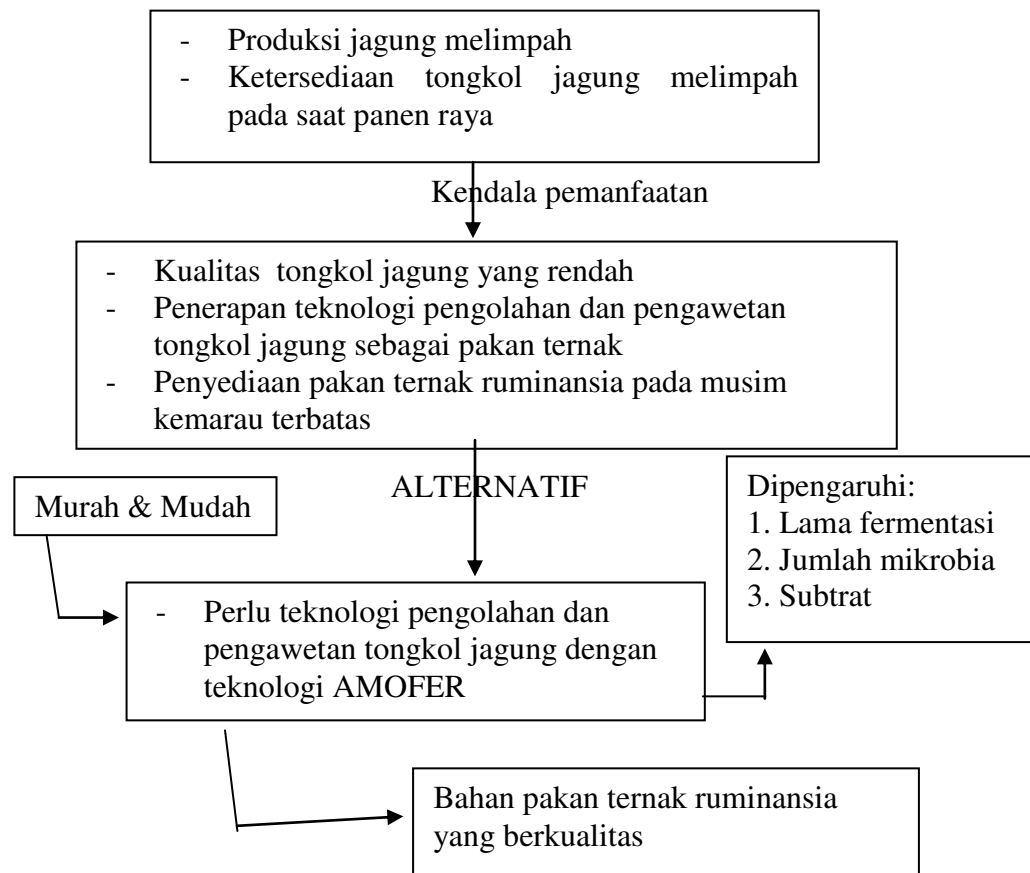 - Produksi jagung melimpah
- Ketersediaan tongkol jagung melimpah
pada saat panen raya
Kendala pemanfaatan
- Kualitas tongkol jagung yang rendah
- Penerapan teknologi pengolahan dan pengawetan
tongkol jagung sebagai pakan ternak
- Penyediaan pakan ternak ruminansia pada musim
kemarau terbatas
ALTERNATIF
Murah & Mudah
Dipengaruhi:
1. Lama fermentasi
2. Jumlah mikrobia
3. Subtrat
- Perlu teknologi pengolahan dan
pengawetan tongkol jagung dengan
teknologi AMOFER
Bahan pakan ternak ruminansia
yang berkualitas